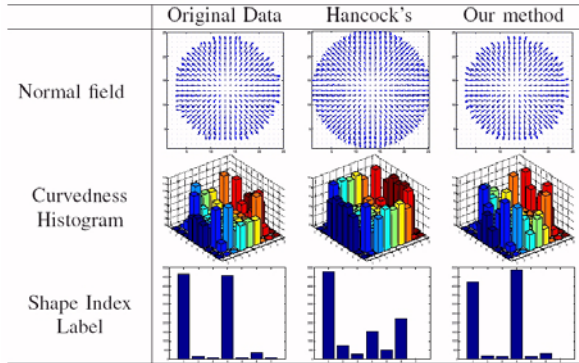 Original Data Hancock's Our method
Normal field
Curvedness
Histogram
Shape Index
Label